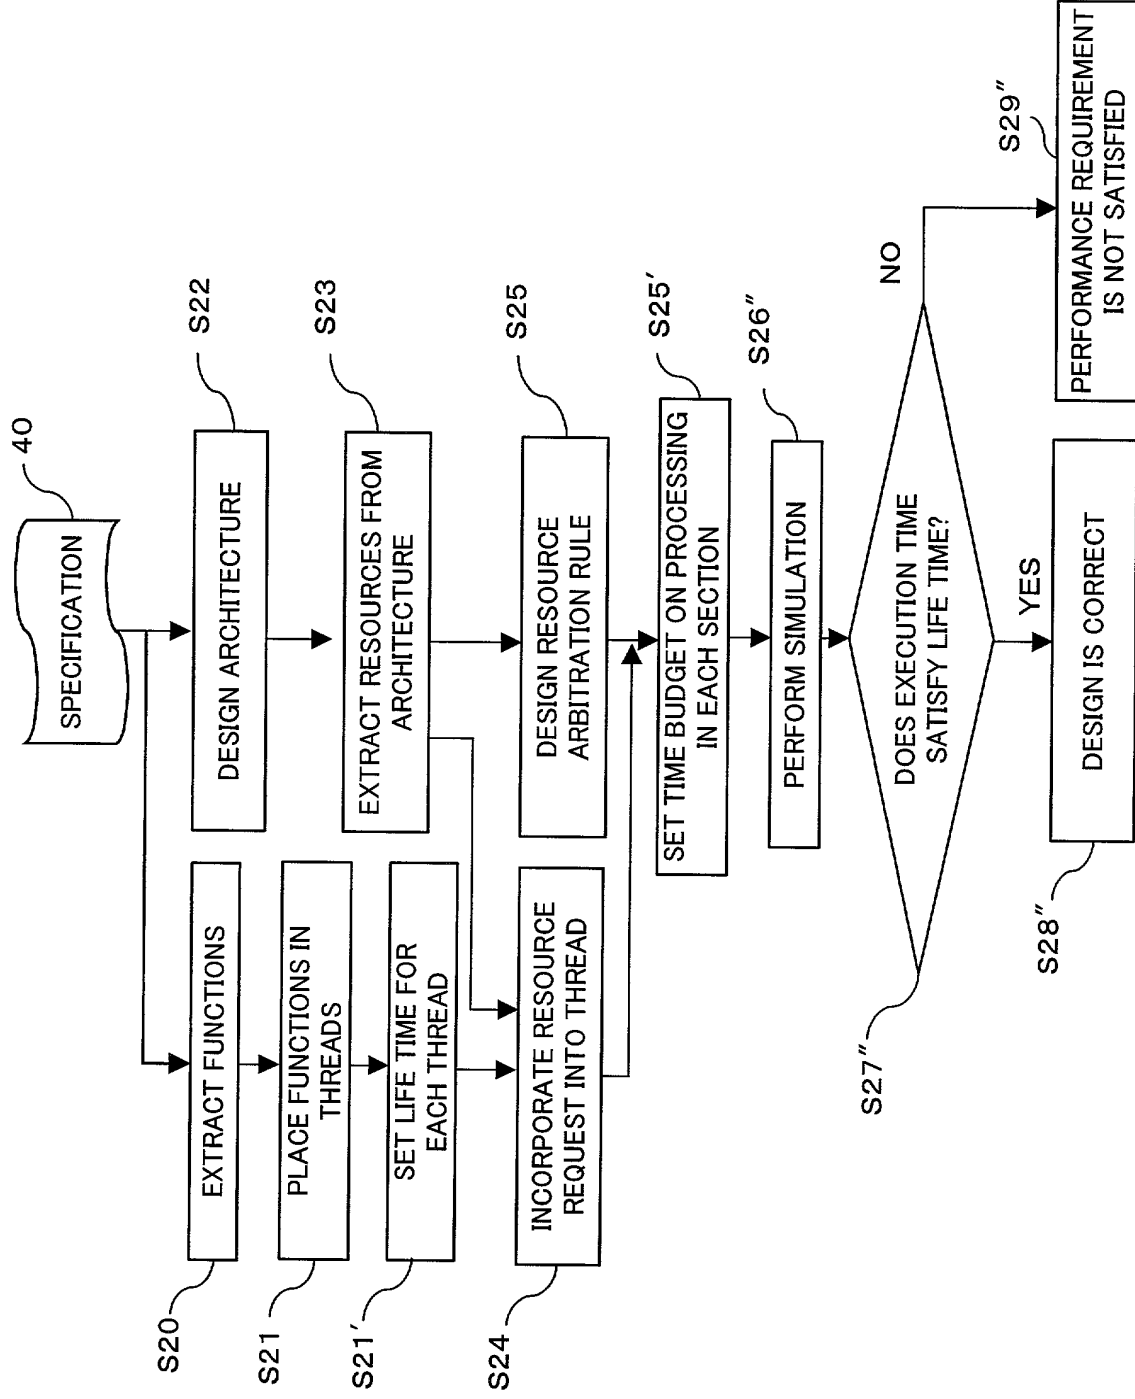 40
SPECIFICATION
S20
EXTRACT FUNCTIONS
S22
DESIGN ARCHITECTURE
S21
PLACE FUNCTIONS IN
THREADS
S23
EXTRACT RESOURCES FROM
ARCHITECTURE
S21′
SET LIFE TIME FOR
EACH THREAD
S24
INCORPORATE RESOURCE
REQUEST INTO THREAD
S25
DESIGN RESOURCE
ARBITRATION RULE
S25′
SET TIME BUDGET ON PROCESSING
IN EACH SECTION
S26″
PERFORM SIMULATION
S27″
DOES EXECUTION TIME
SATISFY LIFE TIME?
NO
YES
S28″
DESIGN IS CORRECT
S29″
PERFORMANCE REQUIREMENT
IS NOT SATISFIED